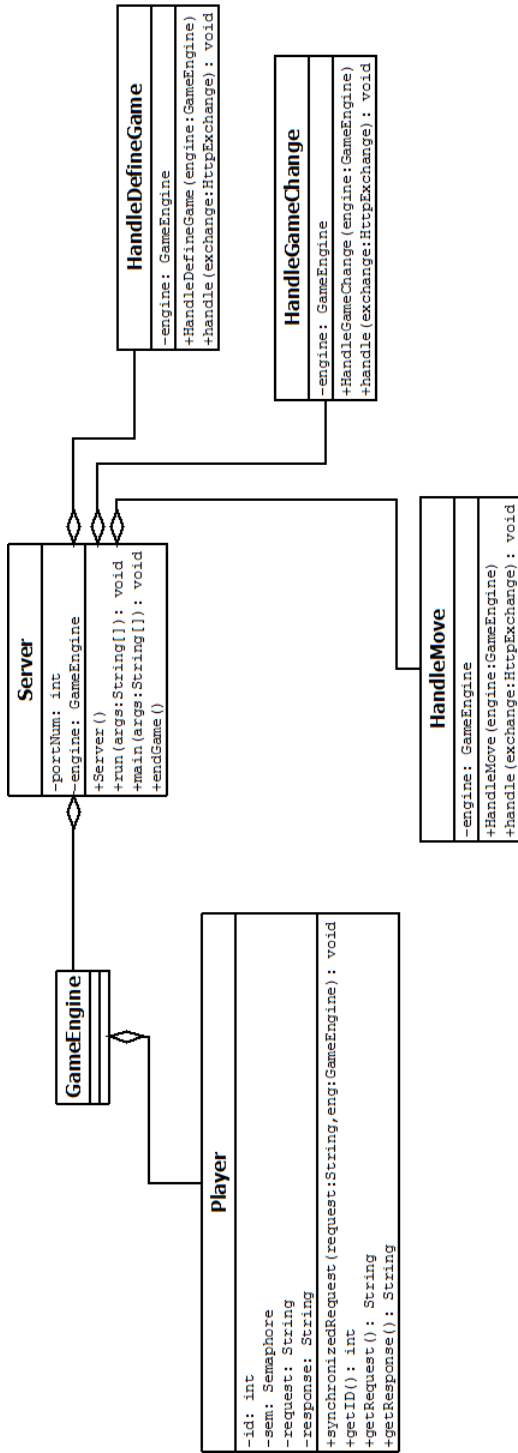 Server
-portNum: int
-engine: GameEngine
+Server()
+run(args:String[]): void
+main(args:String[]): void
+endGame()
GameEngine
Player
-id: int
-sem: Semaphore
-request: String
-response: String
+synchronizedRequest(request:String,eng:GameEngine): void
+getID(): int
+getRequest(): String
+getResponse(): String
HandleMove
-engine: GameEngine
+HandleMove(engine:GameEngine)
+handle(exchange:HttpExchange): void
HandleGameChange
-engine: GameEngine
+HandleGameChange(engine:GameEngine)
+handle(exchange:HttpExchange): void
HandleDefineGame
-engine: GameEngine
+HandleDefineGame(engine:GameEngine)
+handle(exchange:HttpExchange): void